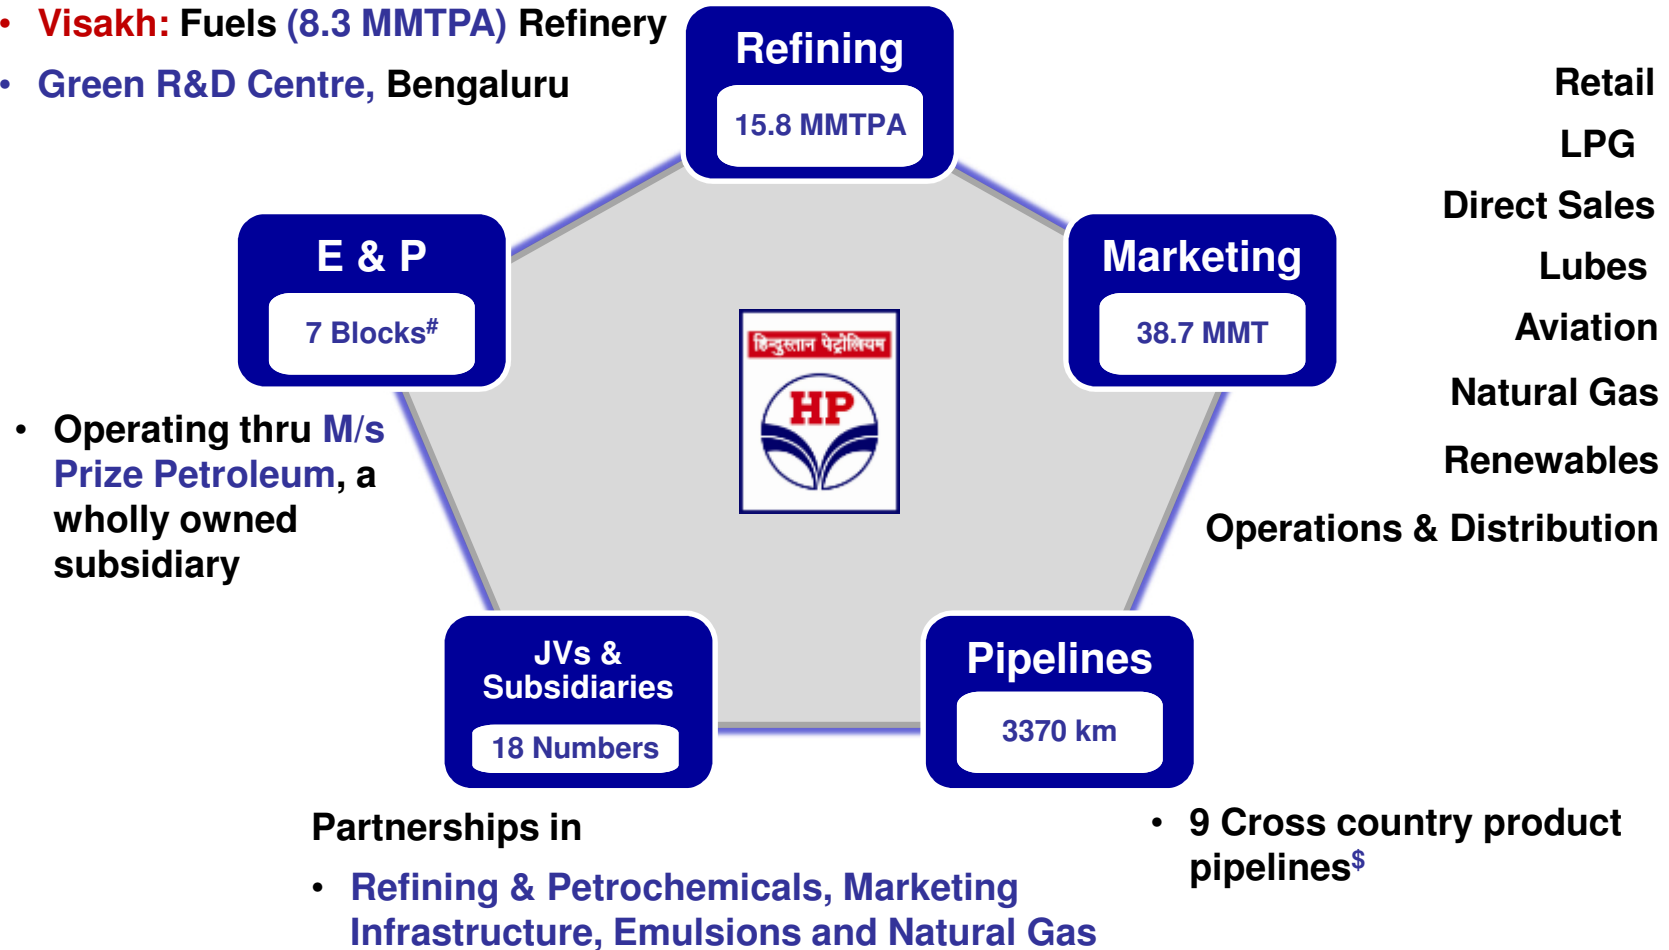 • Visakh: Fuels (8.3 MMTPA) Refinery
• Green R&D Centre, Bengaluru
Refining
15.8 MMTPA
Retail
LPG
Direct Sales
Lubes
Aviation
Natural Gas
Renewables
Operations & Distribution
E & P
7 Blocks#
Marketing
38.7 MMT
हिन्दुस्तान पेट्रोलियम
HP
• Operating thru M/s
Prize Petroleum, a
wholly owned
subsidiary
JVs &
Subsidiaries
18 Numbers
Pipelines
3370 km
Partnerships in
• Refining & Petrochemicals, Marketing
Infrastructure, Emulsions and Natural Gas
• 9 Cross country product
pipelines$